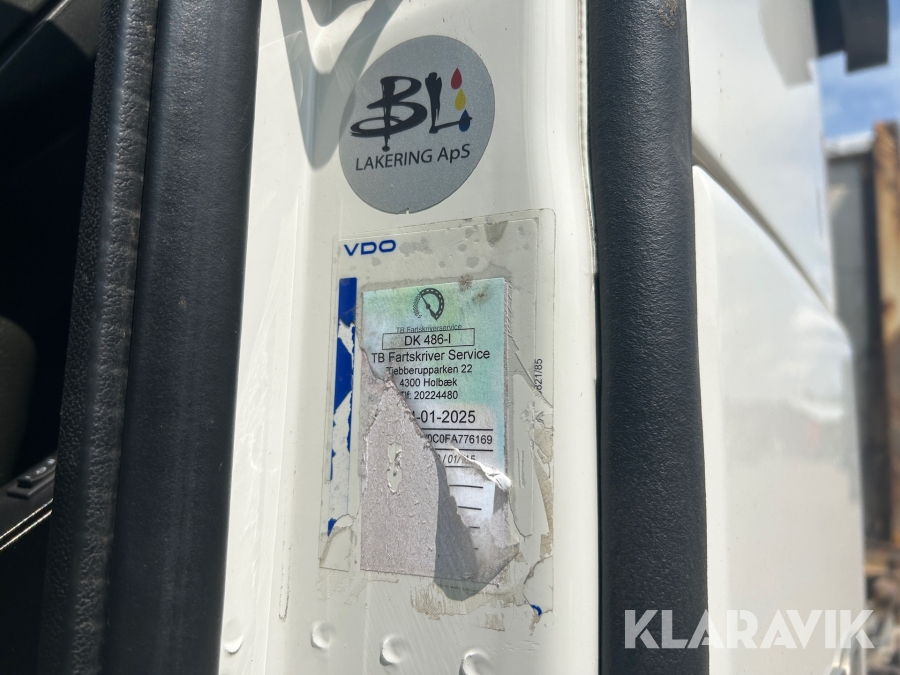 BL
LAKERING ApS
VDO
TB Fartskriverservice
DK 486-I
TB Fartskriver Service
Tjebberupparken 22
4300 Holbæk
Tlf: 20224480
-01-2025
0C0FA776169
821/85
KLARAVIK